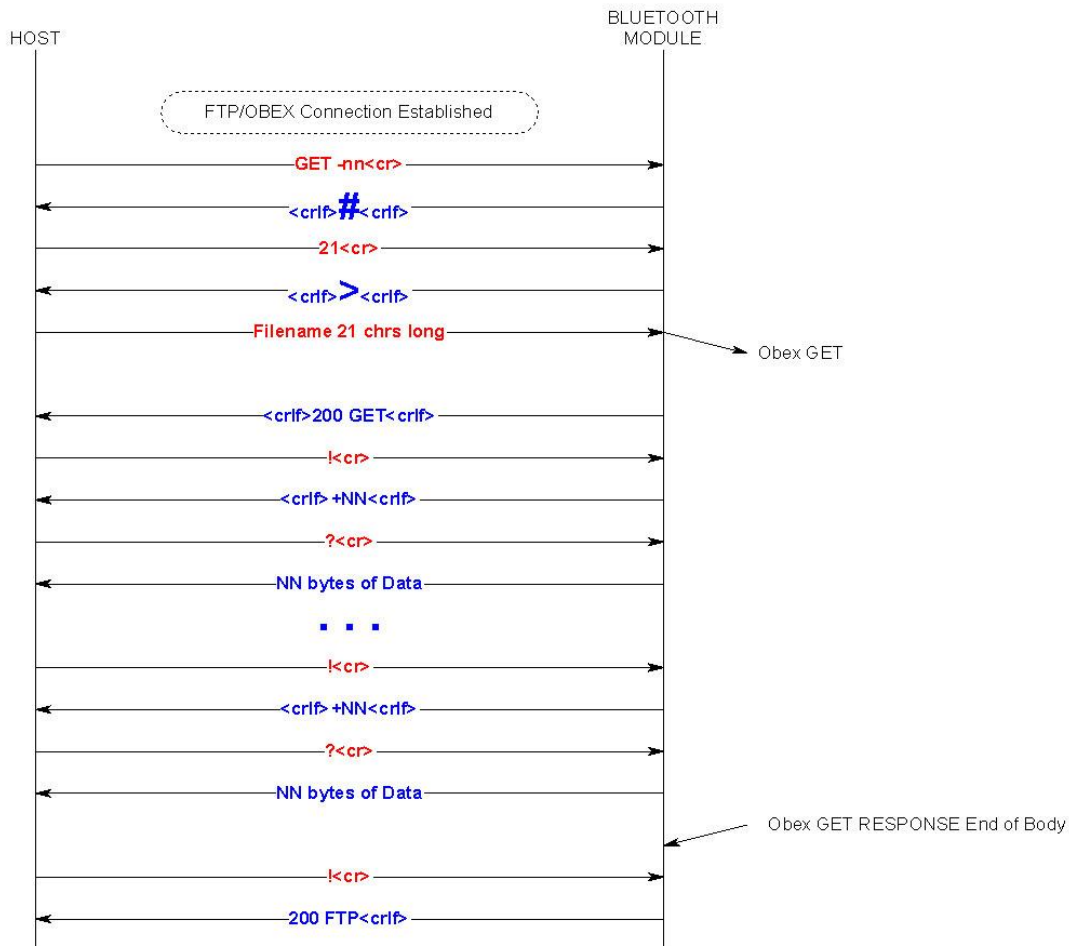 HOST
BLUETOOTH
MODULE
FTP/OBEX Connection Established
GET -nn<cr>
<crlf>#<crlf>
21<cr>
<crlf>><crlf>
Filename 21 chrs long
Obex GET
<crlf>200 GET<crlf>
!<cr>
<crlf>+NN<crlf>
?<cr>
NN bytes of Data
. . .
!<cr>
<crlf>+NN<crlf>
?<cr>
NN bytes of Data
Obex GET RESPONSE End of Body
!<cr>
200 FTP<crlf>